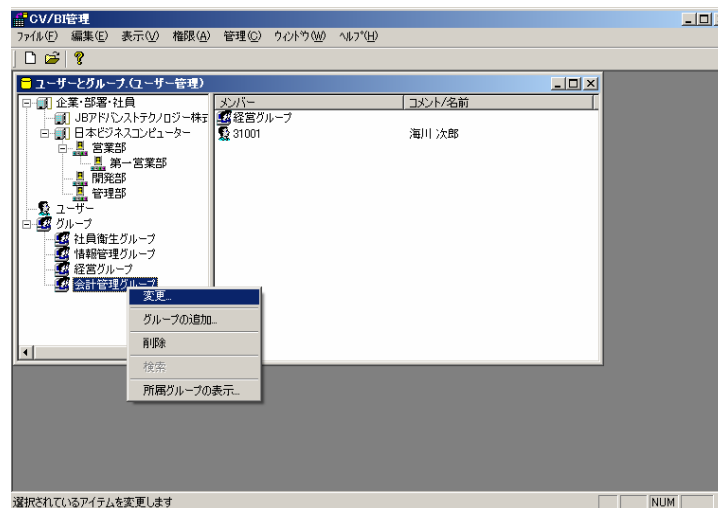 CV/BI管理
ファイル(F) 編集(E) 表示(V) 権限(A) 管理(C) ウィンドウ(W) ヘルプ(H)
ユーザーとグループ.(ユーザー管理)
企業・部署・社員
JBアドバンストテクノロジー株式
日本ビジネスコンピューター
営業部
第一営業部
開発部
管理部
ユーザー
グループ
社員衛生グループ
情報管理グループ
経営グループ
会計管理グループ
メンバー コメント/名前
経営グループ
31001 海川 次郎
変更...
グループの追加...
削除
検索
所属グループの表示...
選択されているアイテムを変更します NUM